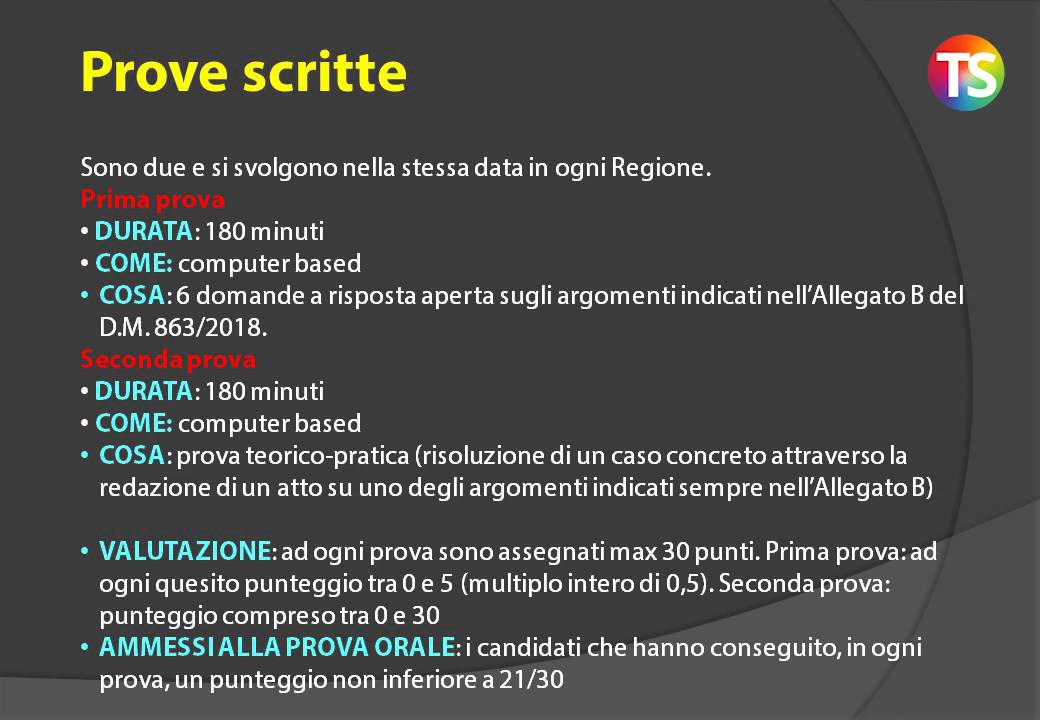 Prove scritte
TS
Sono due e si svolgono nella stessa data in ogni Regione.
Prima prova
• DURATA: 180 minuti
• COME: computer based
• COSA: 6 domande a risposta aperta sugli argomenti indicati nell’Allegato B del
D.M. 863/2018.
Seconda prova
• DURATA: 180 minuti
• COME: computer based
• COSA: prova teorico-pratica (risoluzione di un caso concreto attraverso la
redazione di un atto su uno degli argomenti indicati sempre nell’Allegato B)
• VALUTAZIONE: ad ogni prova sono assegnati max 30 punti. Prima prova: ad
ogni quesito punteggio tra 0 e 5 (multiplo intero di 0,5). Seconda prova:
punteggio compreso tra 0 e 30
• AMMESSI ALLA PROVA ORALE: i candidati che hanno conseguito, in ogni
prova, un punteggio non inferiore a 21/30